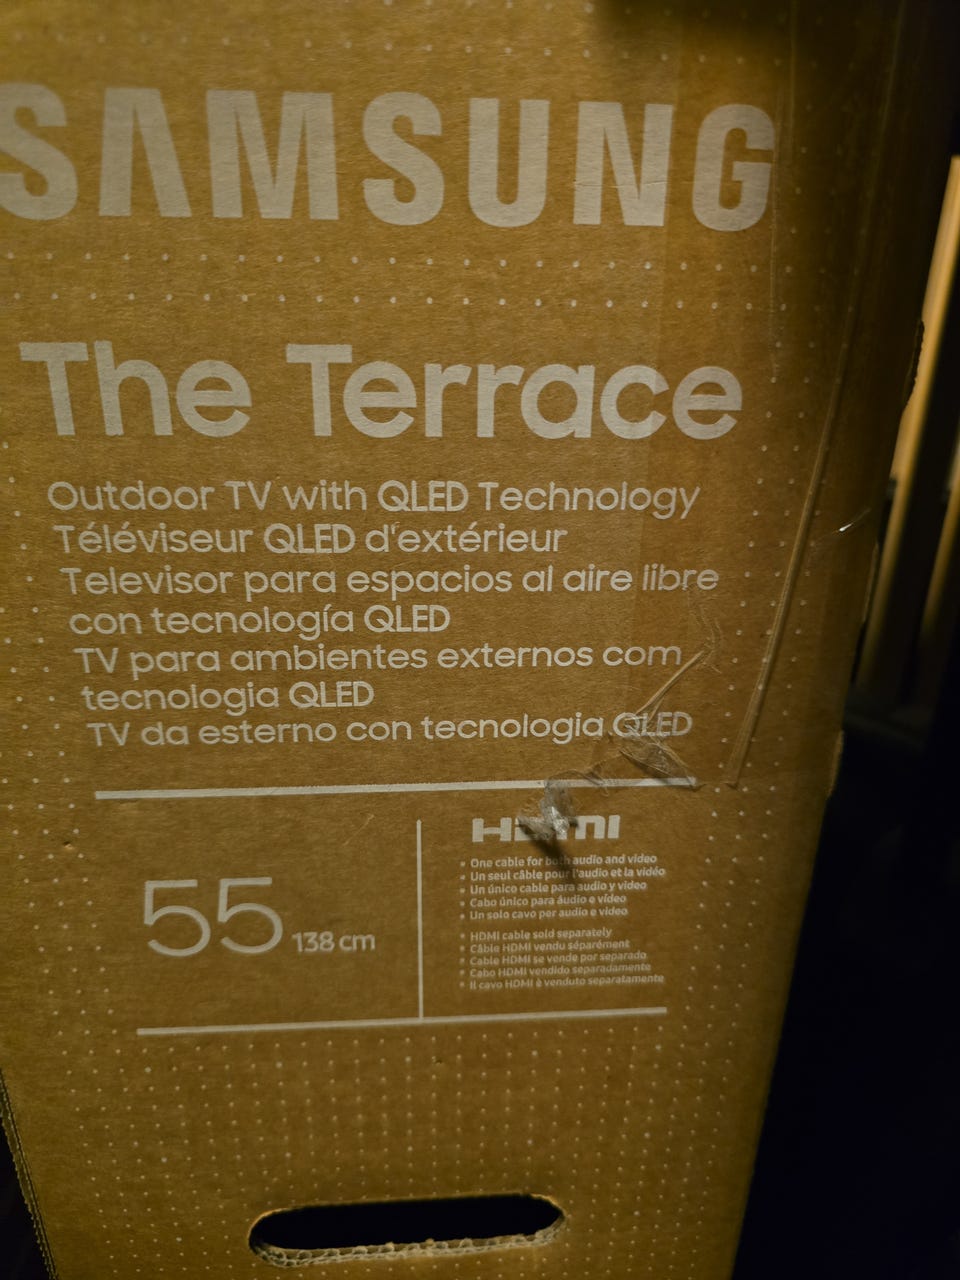 SAMSUNG
The Terrace
Outdoor TV with QLED Technology
Téléviseur QLED d'extérieur
Televisor para espacios al aire libre
con tecnología QLED
TV para ambientes externos com
tecnologia QLED
TV da esterno con tecnologia QLED
55 138 cm
HDMI
• One cable for both audio and video
• Un seul câble pour l'audio et la vidéo
• Un único cable para audio y video
• Cabo único para áudio e vídeo
• Un solo cavo per audio e video
• HDMI cable sold separately
• Câble HDMI vendu séparément
• Cable HDMI se vende por separado
• Cabo HDMI vendido separadamente
• Il cavo HDMI è venduto separatamente